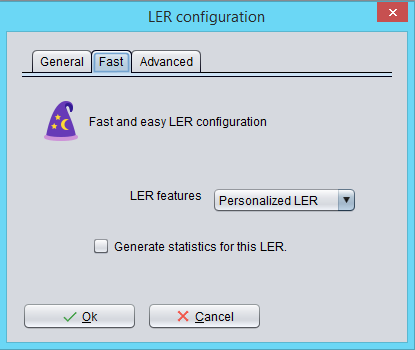 LER configuration
General Fast Advanced
Fast and easy LER configuration
LER features Personalized LER
Generate statistics for this LER.
Ok Cancel